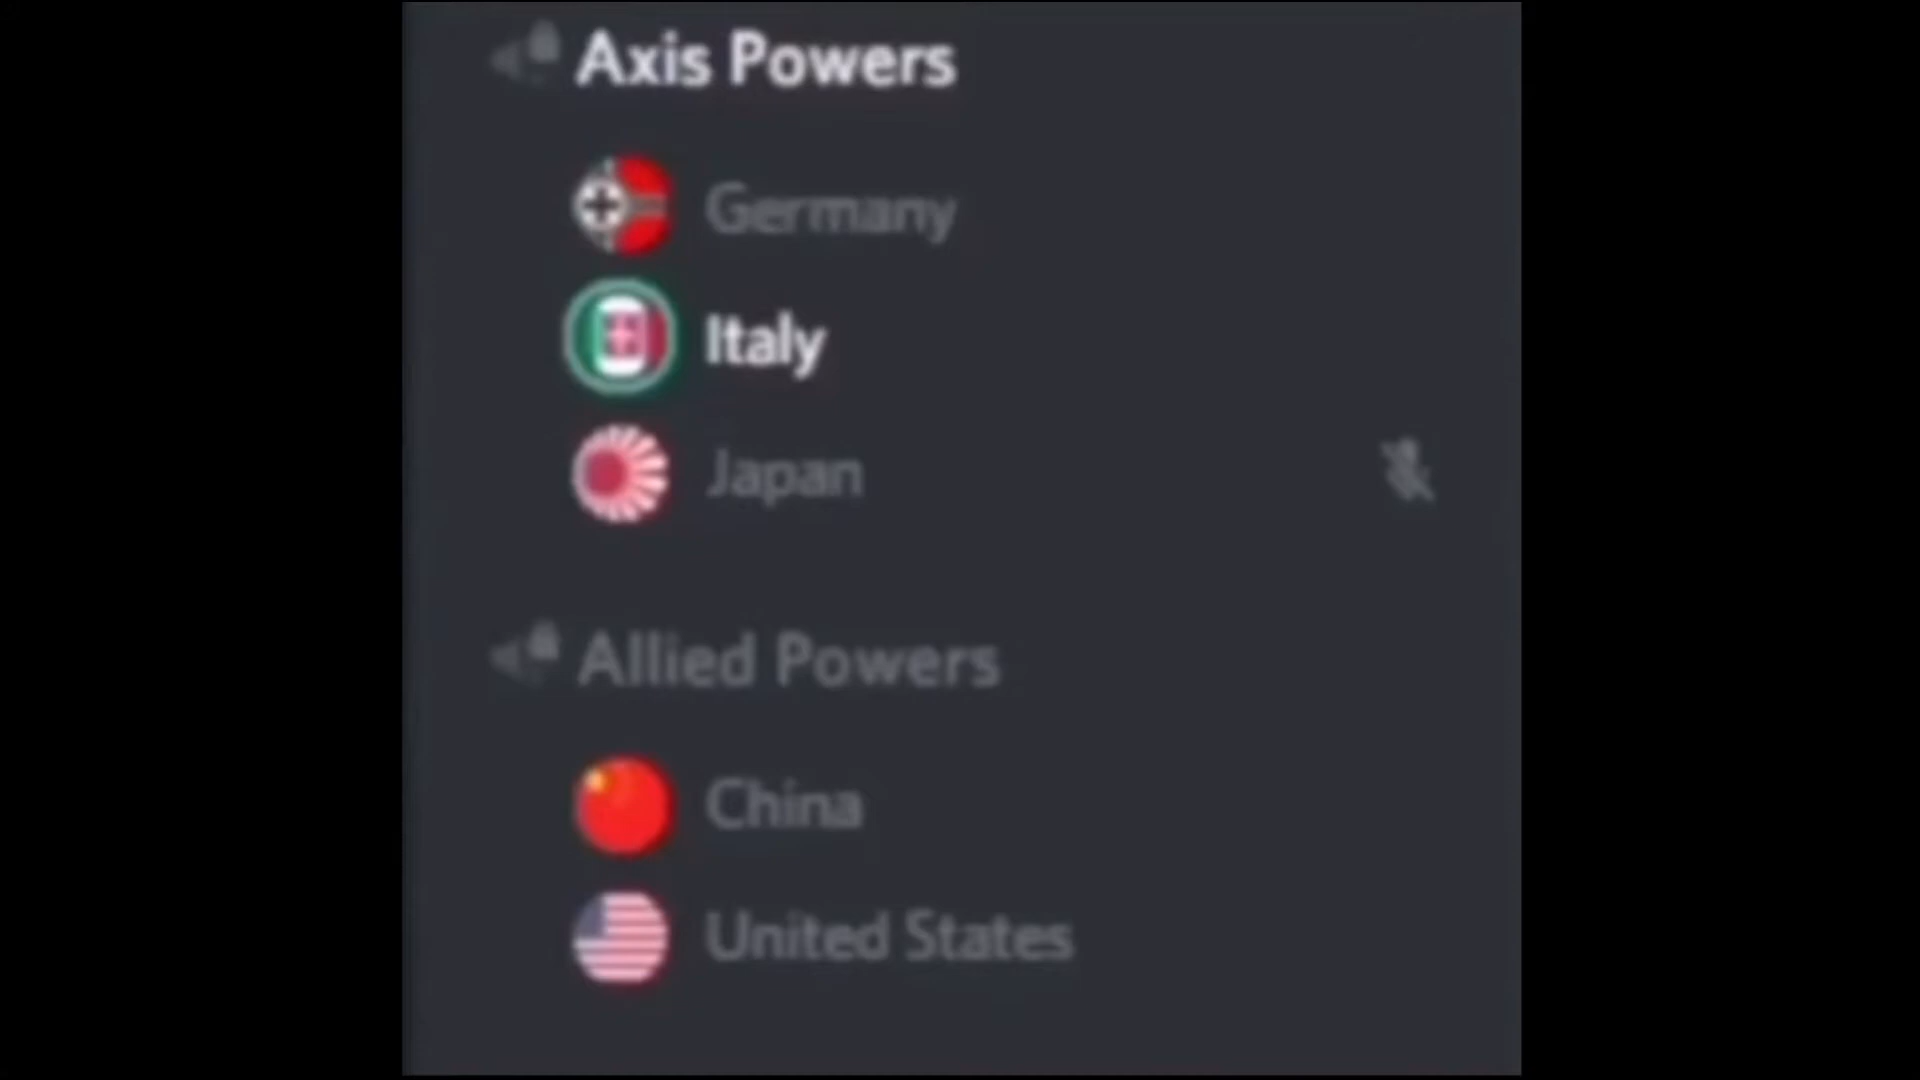 Axis Powers
Germany
Italy
Japan
Allied Powers
China
United States